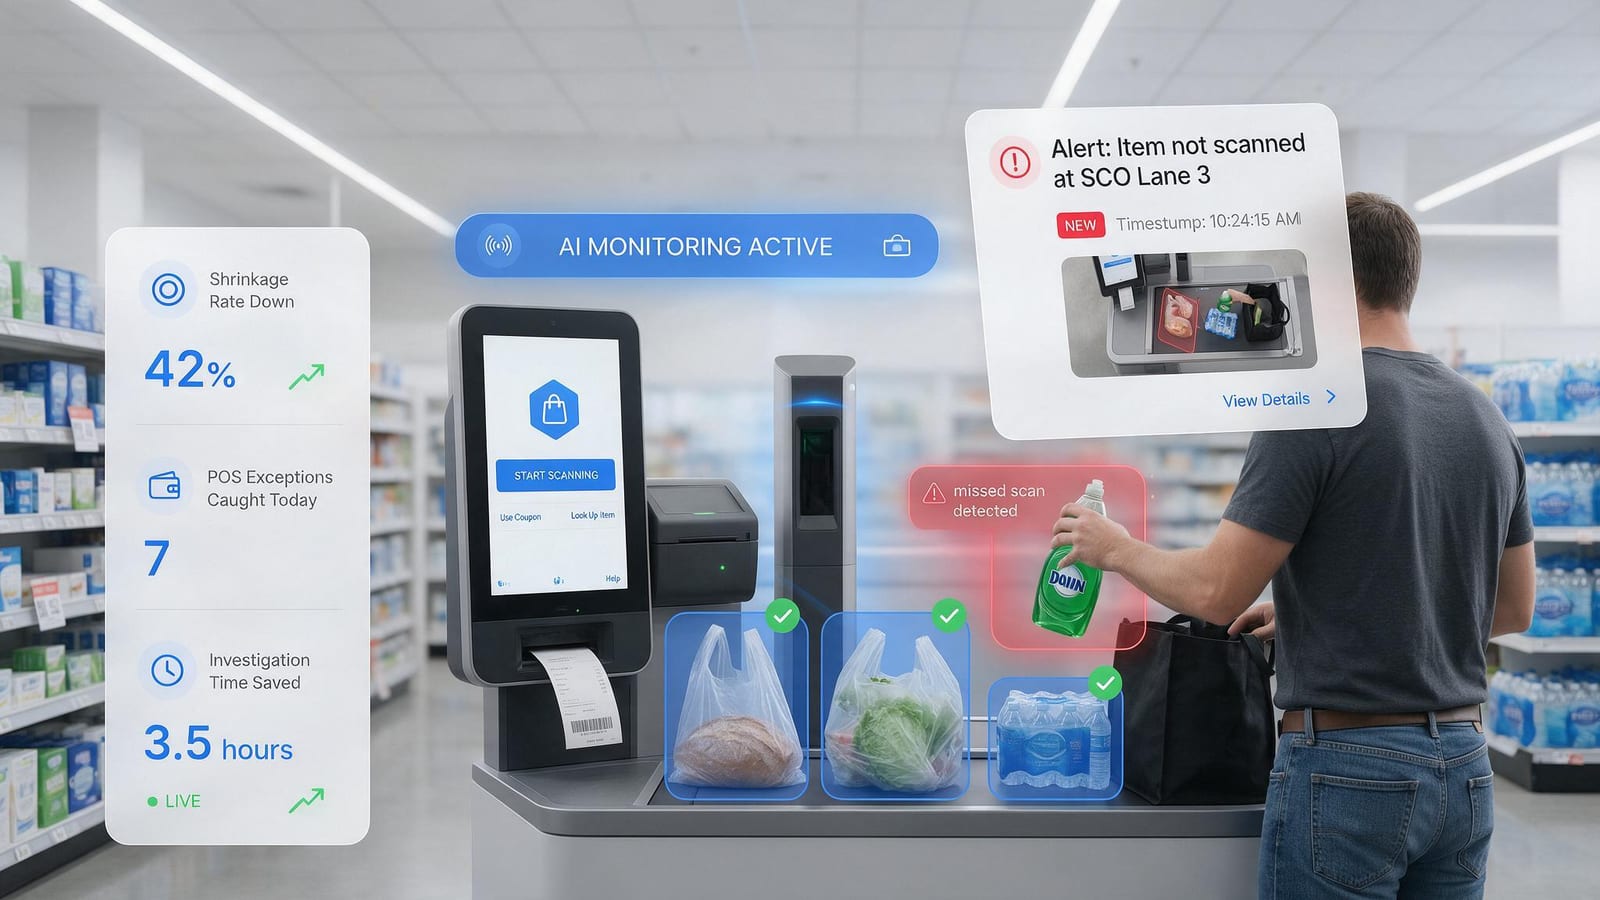 Shrinkage
Rate Down
42%
POS Exceptions
Caught Today
7
Investigation
Time Saved
3.5 hours
LIVE
AI MONITORING ACTIVE
START SCANNING
Use Coupon
Look Up item
Help
Alert: Item not scanned
at SCO Lane 3
NEW
Timestump: 10:24:15 AM
View Details
missed scan
detected